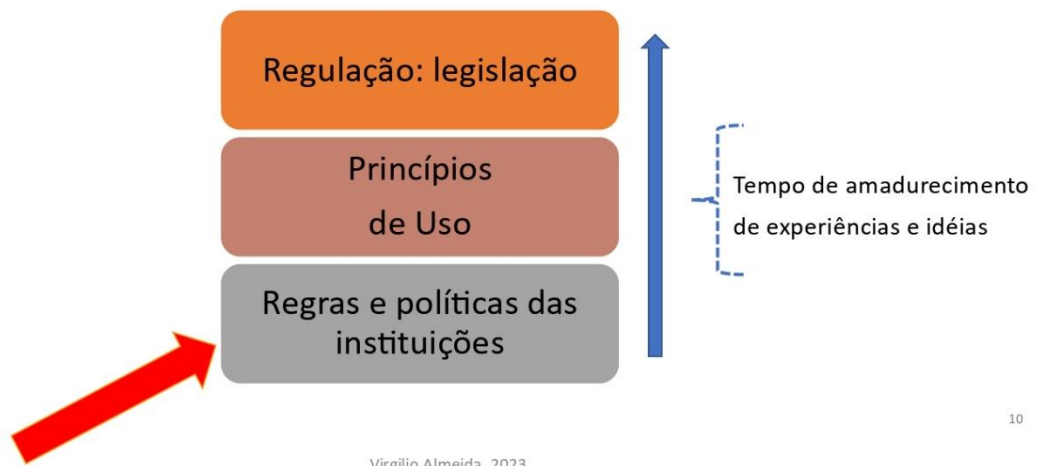 Regulação: legislação
Princípios
de Uso
Regras e políticas das
instituições
Tempo de amadurecimento
de experiências e idéias
10
Virgilio Almeida, 2023